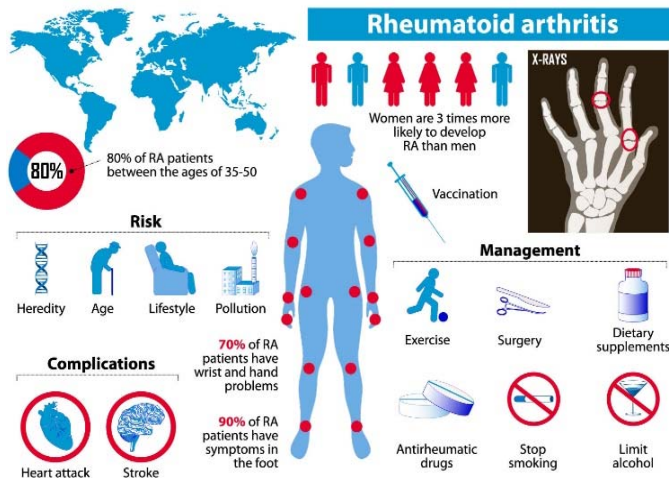 Rheumatoid arthritis
Women are 3 times more
likely to develop
RA than men
X-RAYS
80%
80% of RA patients
between the ages of 35-50
Vaccination
Risk
Heredity
Age
Lifestyle
Pollution
Management
Exercise
Surgery
Dietary
supplements
70% of RA
patients have
wrist and hand
problems
Complications
Heart attack
Stroke
90% of RA
patients have
symptoms in
the foot
Antirheumatic
drugs
Stop
smoking
Limit
alcohol